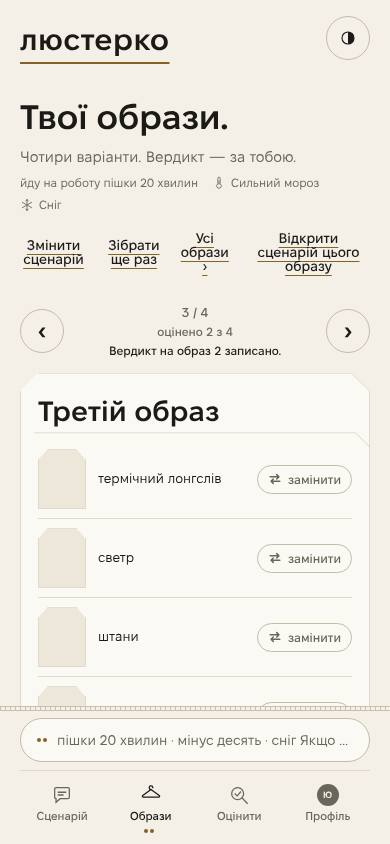 люстерко
Твої образи.
Чотири варіанти. Вердикт — за тобою.
йду на роботу пішки 20 хвилин Сильний мороз
Сніг
Змінити сценарій
Зібрати ще раз
Усі образи ›
Відкрити сценарій цього образу
‹
3 / 4
оцінено 2 з 4
Вердикт на образ 2 записано.
›
Третій образ
термічний лонгслів замінити
светр замінити
штани замінити
пішки 20 хвилин · мінус десять · сніг Якщо ...
Сценарій Образи Оцінити Ю Профіль